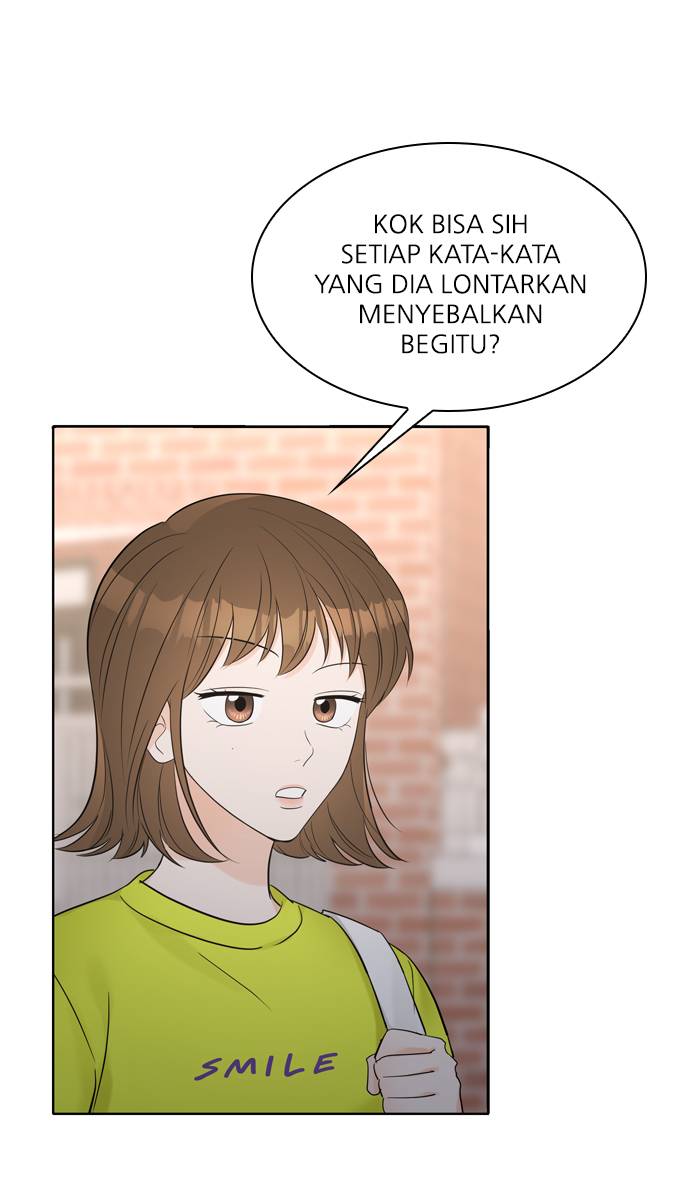 KOK BISA SIH
SETIAP KATA-KATA
YANG DIA LONTARKAN
MENYEBALKAN
BEGITU?
SMILE